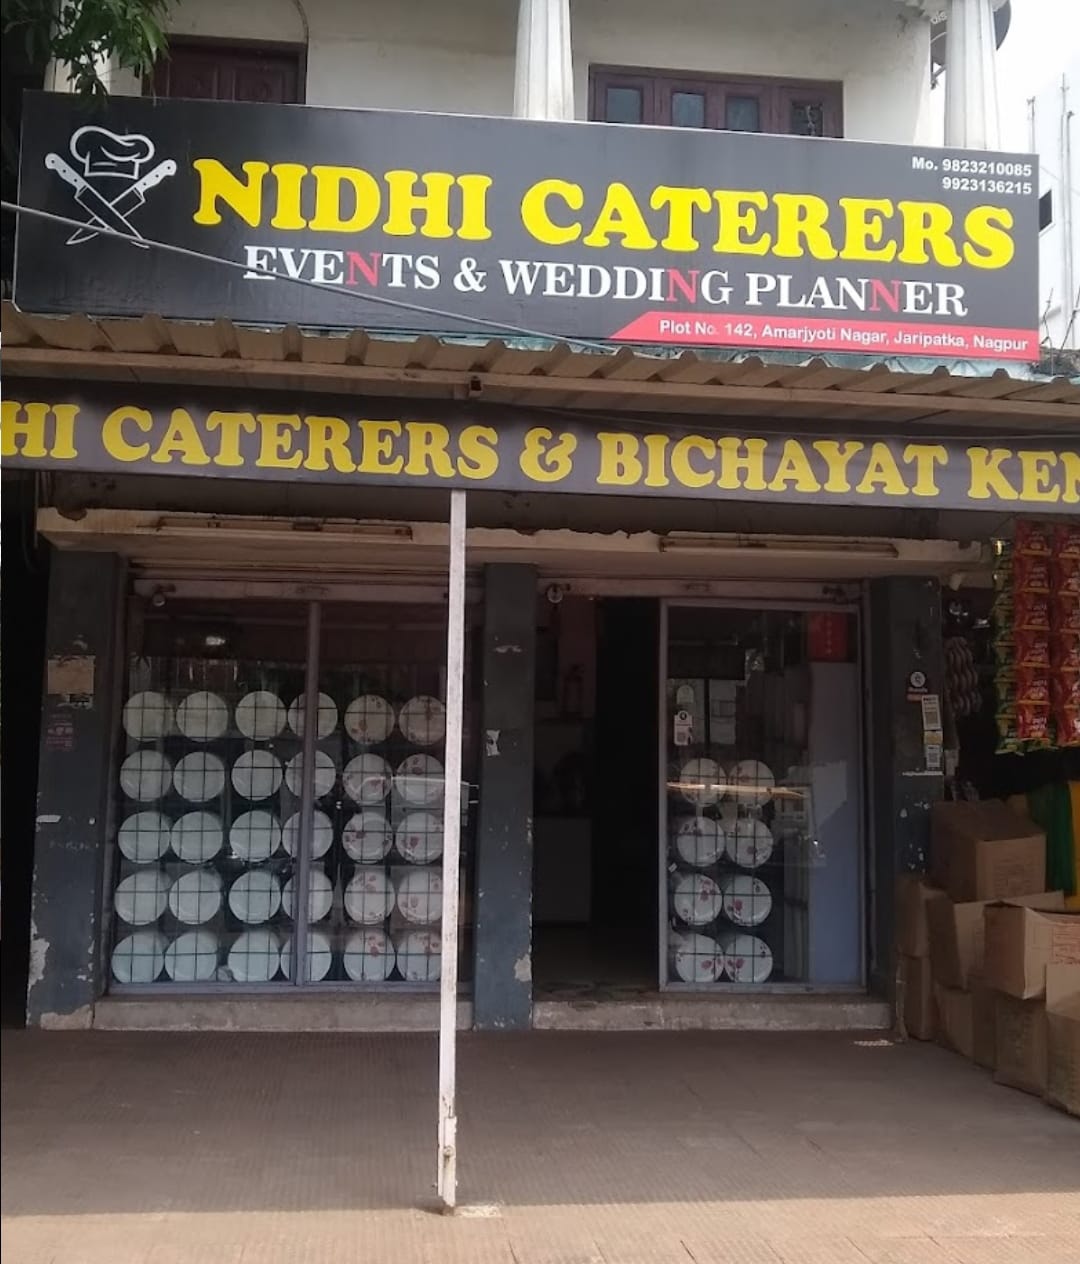 Mo. 9823210085
9923136215
NIDHI CATERERS
EVENTS & WEDDING PLANNER
Plot No. 142, Amarjyoti Nagar, Jaripatka, Nagpur
HI CATERERS & BICHAYAT KEN